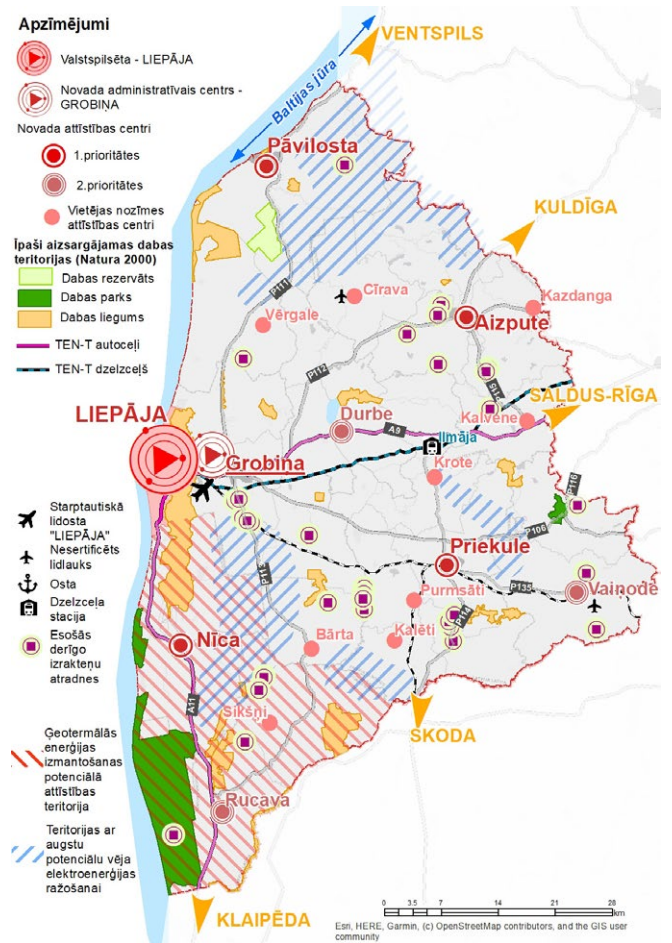 Apzīmējumi
Valstspilsēta - LIEPĀJA
Novada administratīvais centrs -
GROBIŅA
Novada attīstības centri
1.prioritātes
2.prioritātes
Vietējas nozīmes
attīstības centri
Īpaši aizsargājamas dabas
teritorijas (Natura 2000)
Dabas rezervāts
Dabas parks
Dabas liegums
TEN-T autoceļi
TEN-T dzelzceļš
Starptautiskā
lidosta
"LIEPĀJA"
Nesertificēts
lidlauks
Osta
Dzelzceļa
stacija
Esošās
derīgo
izrakteņu
atradnes
Ģeotermālās
enerģijas
izmantošanas
potenciālā
attīstības
teritorija
Teritorijas ar
augstu
potenciālu vēja
elektroenerģijas
ražošanai
VENTSPILS
Baltijas jūra
Pāvilosta
KULDĪGA
P111
Cīrava
Kazdanga
Vērgale
Aizpute
P112
SALDUS-RĪGA
LIEPĀJA
Durbe
A9
Kalvene
Ilmāja
Grobiņa
Krote
P116
P106
P113
Priekule
P135
Vaiņode
Purmsāti
P114
Nīca
Bārta
Kalēti
A11
Sikšņi
SKODA
Rucava
KLAIPĒDA
0 3.5 7 14 21 28
km
Esri, HERE, Garmin, (c) OpenStreetMap contributors, and the GIS user
community